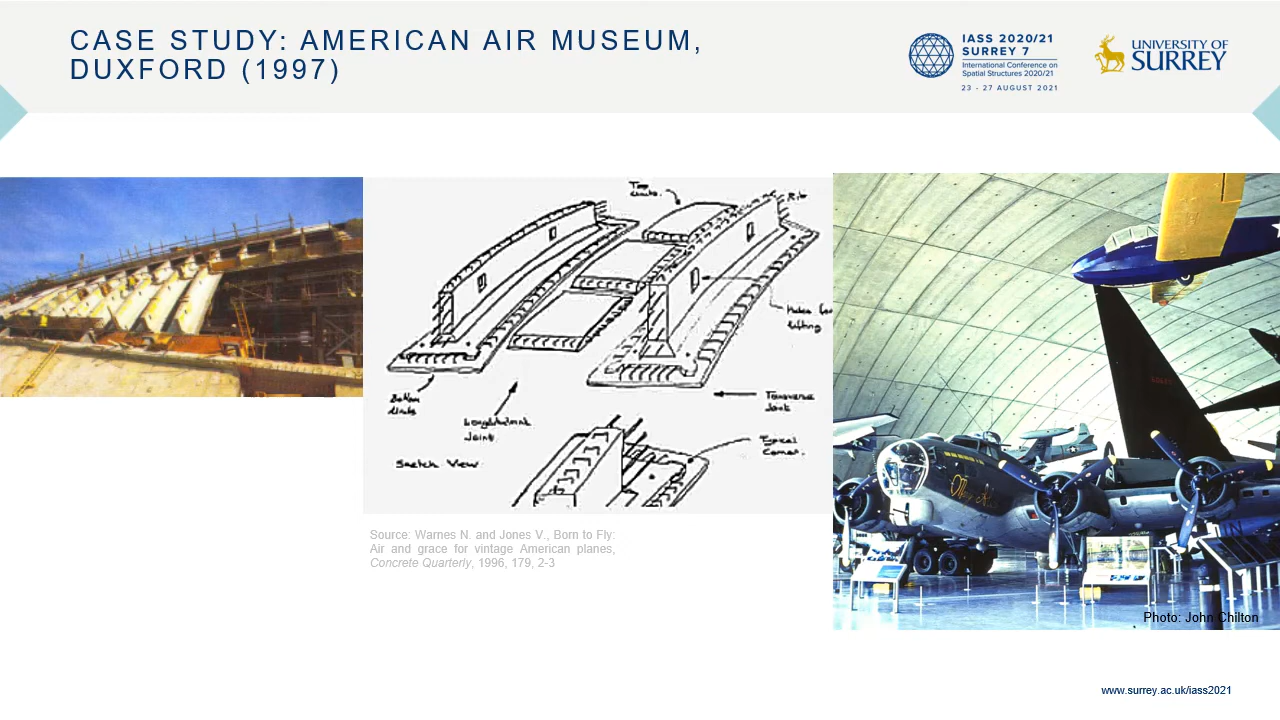 CASE STUDY: AMERICAN AIR MUSEUM,
DUXFORD (1997)
IASS 2020/21
SURREY 7
International Conference on
Spatial Structures 2020/21
23 - 27 AUGUST 2021
UNIVERSITY OF
SURREY
Top
Rib
Holes for
lifting
Bottom
Longitudinal
Joint.
Transverse
Joint
Typical
Corner.
Sketch View
Source: Warnes N. and Jones V., Born to Fly:
Air and grace for vintage American planes,
Concrete Quarterly, 1996, 179, 2-3
Photo: John Chilton
www.surrey.ac.uk/iass2021